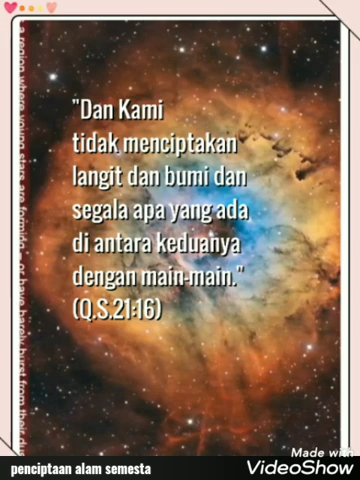 "Dan Kami
tidak menciptakan
langit dan bumi dan
segala apa yang ada
di antara keduanya
dengan main-main."
(Q.S.21:16)
Made with
VideoShow
penciptaan alam semesta